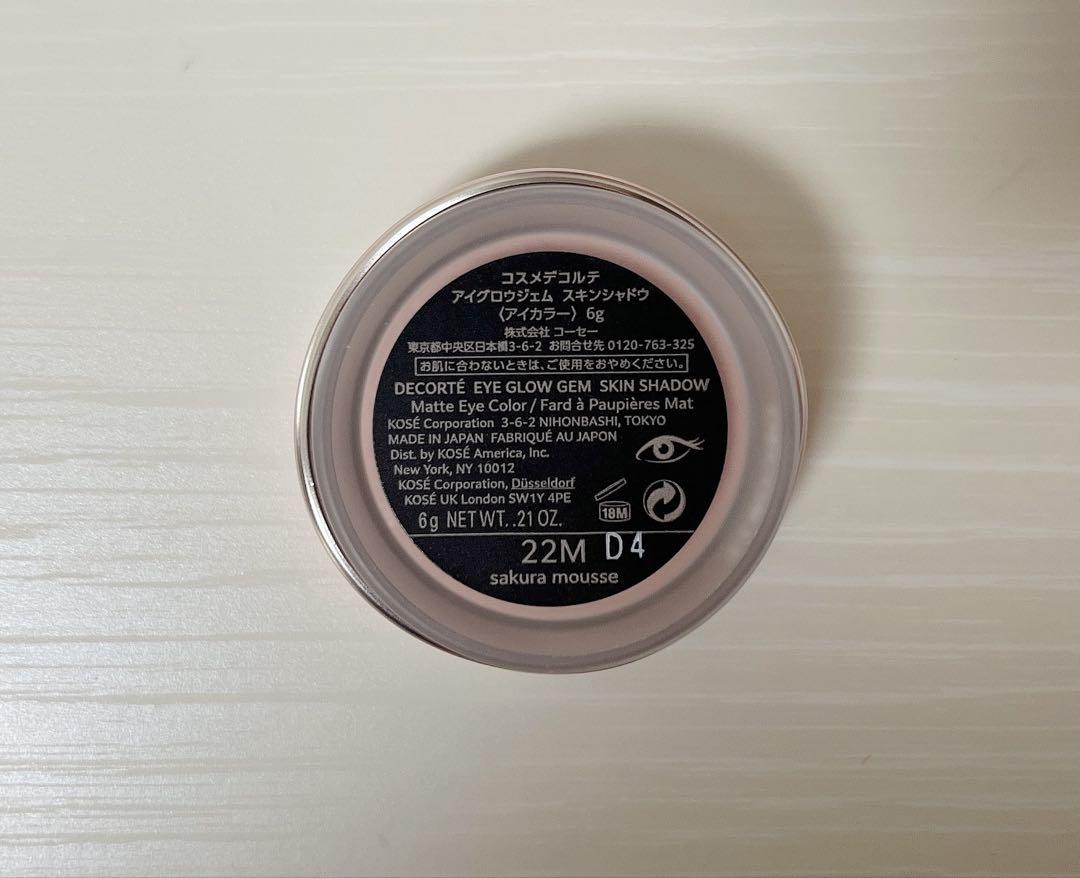 コスメデコルテ
アイグロウジェム スキンシャドウ
〈アイカラー〉 6g
株式会社 コーセー
東京都中央区日本橋3-6-2 お問合せ先 0120-763-325
お肌に合わないときは、ご使用をおやめください。
DECORTÉ EYE GLOW GEM SKIN SHADOW
Matte Eye Color / Fard à Paupières Mat
KOSÉ Corporation 3-6-2 NIHONBASHI, TOKYO
MADE IN JAPAN FABRIQUÉ AU JAPON
Dist. by KOSÉ America, Inc.
New York, NY 10012
KOSÉ Corporation, Düsseldorf
KOSÉ UK London SW1Y 4PE
18M
6g NET WT. .21 OZ.
22M D4
sakura mousse